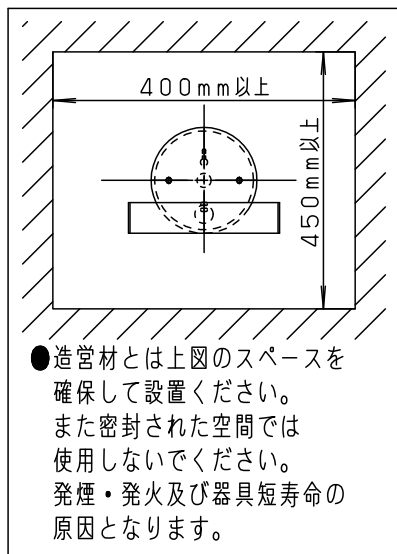 400mm以上
450mm以上
●造営材とは上図のスペースを
確保して設置ください。
また密封された空間では
使用しないでください。
発煙・発火及び器具短寿命の
原因となります。